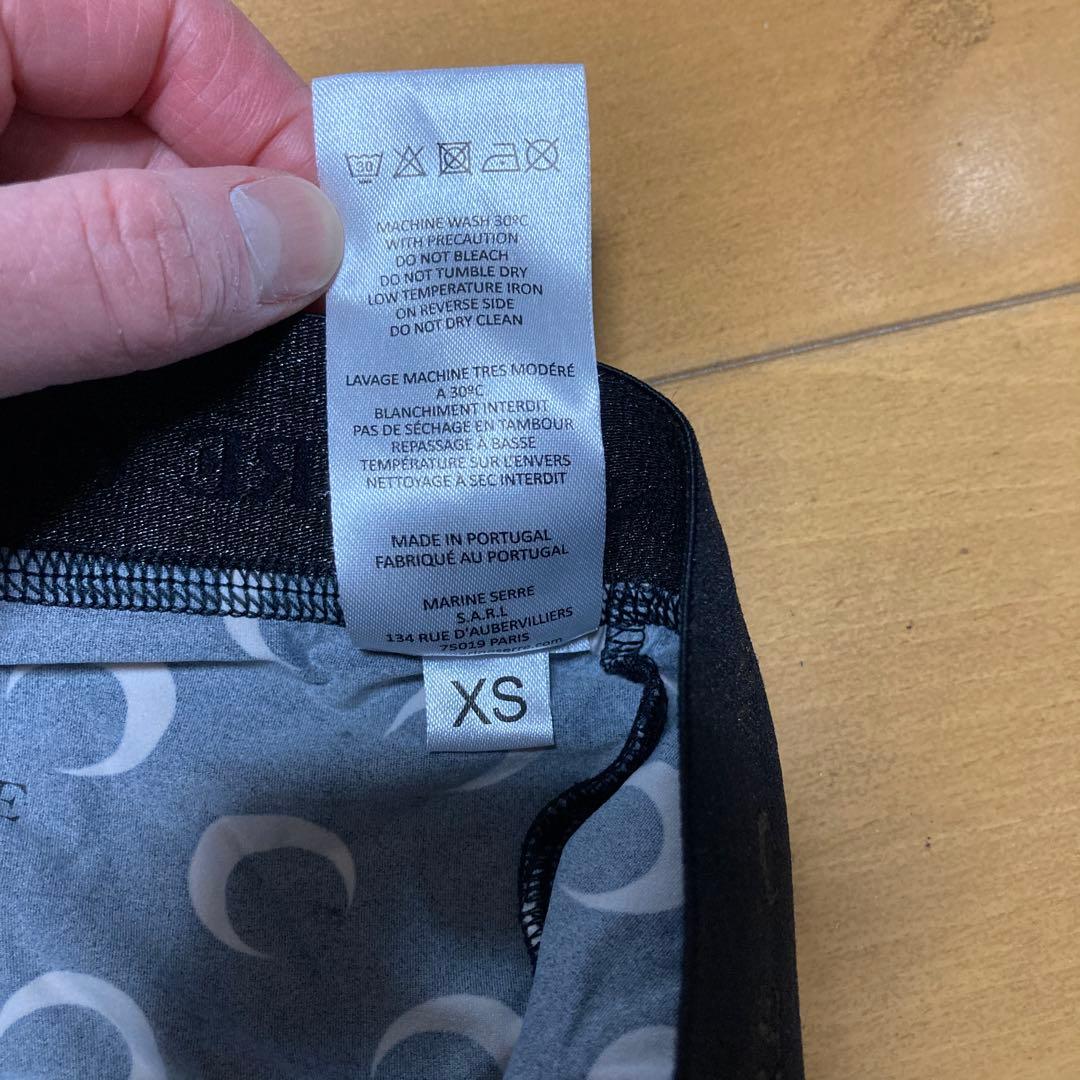 30
MACHINE WASH 30ºC
WITH PRECAUTION
DO NOT BLEACH
DO NOT TUMBLE DRY
LOW TEMPERATURE IRON
ON REVERSE SIDE
DO NOT DRY CLEAN
LAVAGE MACHINE TRES MODÉRÉ
A 30ºC
BLANCHIMENT INTERDIT
PAS DE SÉCHAGE EN TAMBOUR
REPASSAGE A BASSE
TEMPÉRATURE SUR L'ENVERS
NETTOYAGE A SEC INTERDIT
MADE IN PORTUGAL
FABRIQUÉ AU PORTUGAL
MARINE SERRE
S.A.R.L
134 RUE D'AUBERVILLIERS
75019 PARIS
XS
E